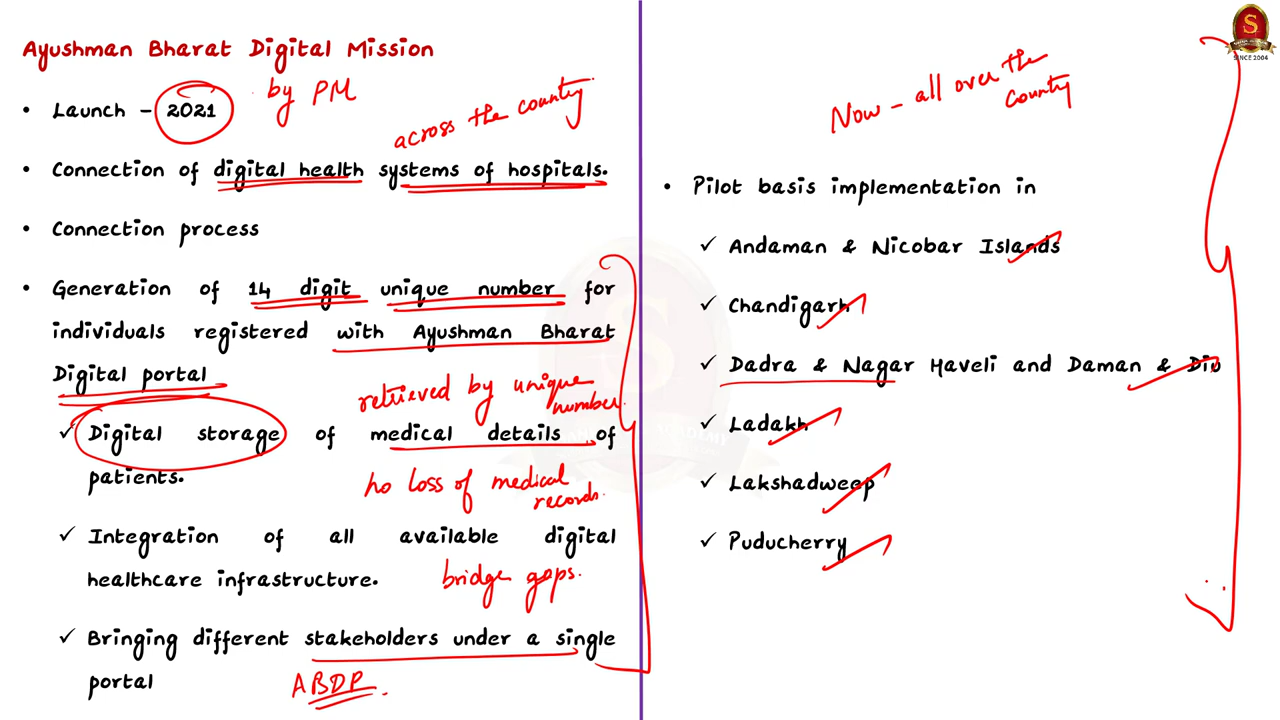 Ayushman Bharat Digital Mission
• Launch - 2021
by PM
across the county
• Connection of digital health systems of hospitals.
• Connection process
• Generation of 14 digit unique number for
individuals registered with Ayushman Bharat
Digital portal
retrieved by unique
number.
✓ Digital storage of medical details of
patients.
no loss of medical
records.
✓ Integration of all available digital
healthcare infrastructure.
bridge gaps.
✓ Bringing different stakeholders under a single
portal
ABDP.
Now - all over the
county
• Pilot basis implementation in
✓ Andaman & Nicobar Islands
✓ Chandigarh
✓ Dadra & Nagar Haveli and Daman & Diu
✓ Ladakh
✓ Lakshadweep
✓ Puducherry
S
SINCE 2004